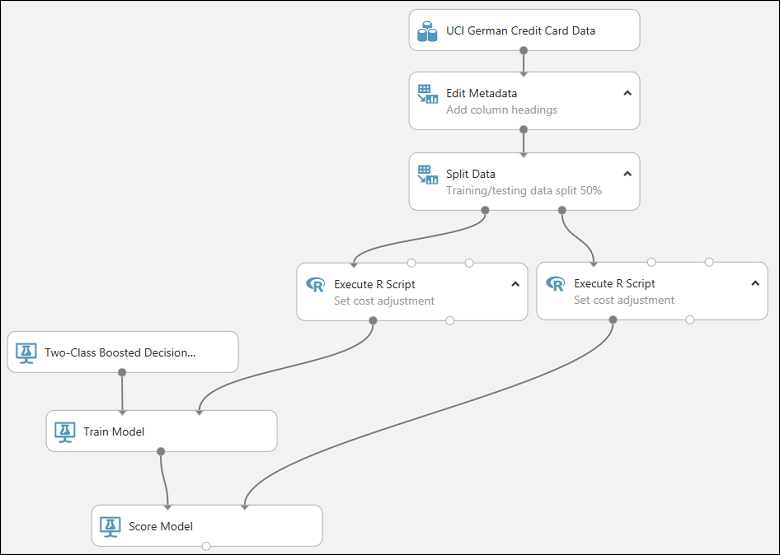 UCI German Credit Card Data
Edit Metadata
Add column headings
Split Data
Training/testing data split 50%
Execute R Script
Set cost adjustment
Execute R Script
Set cost adjustment
Two-Class Boosted Decision...
Train Model
Score Model